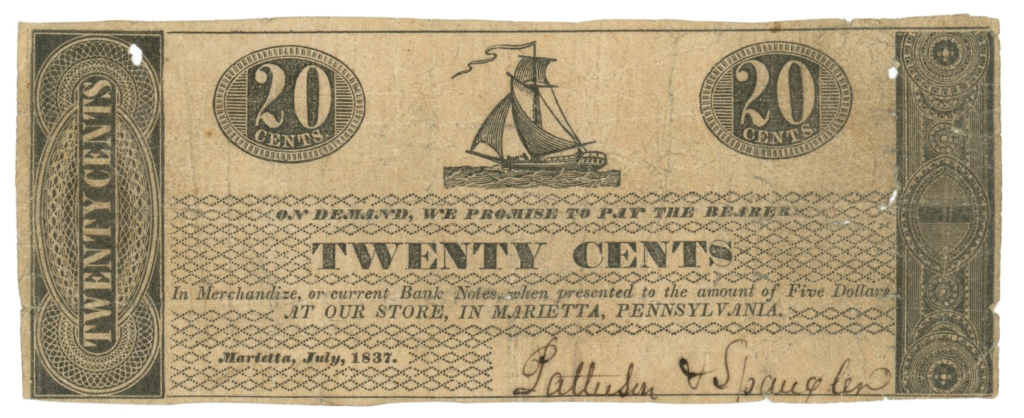 TWENTY CENTS
20
CENTS.
20
CENTS.
ON DEMAND, WE PROMISE TO PAY THE BEARER
TWENTY CENTS
In Merchandize, or current Bank Notes, when presented to the amount of Five Dollars
AT OUR STORE, IN MARIETTA, PENNSYLVANIA.
Marietta, July, 1837.
Patterson & Spangler